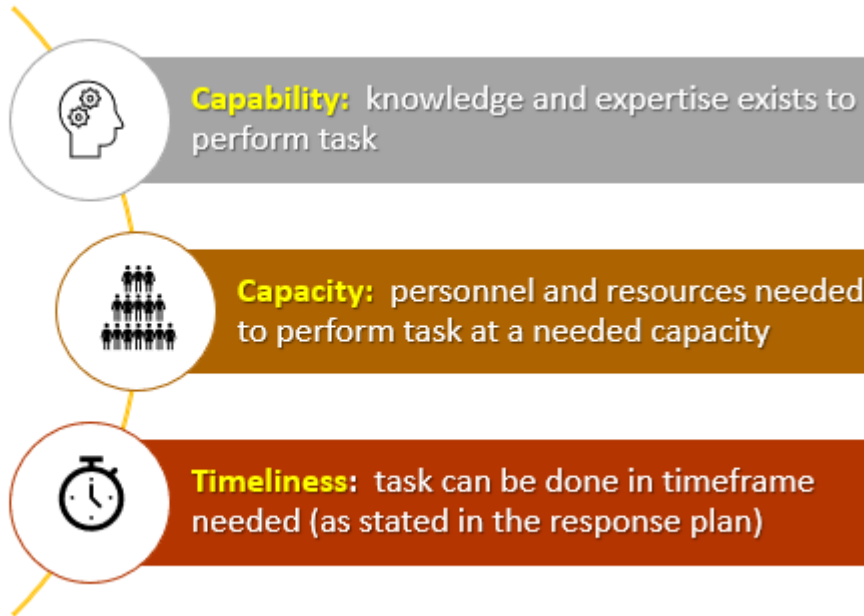 Capability: knowledge and expertise exists to
perform task
Capacity: personnel and resources needed
to perform task at a needed capacity
Timeliness: task can be done in timeframe
needed (as stated in the response plan)